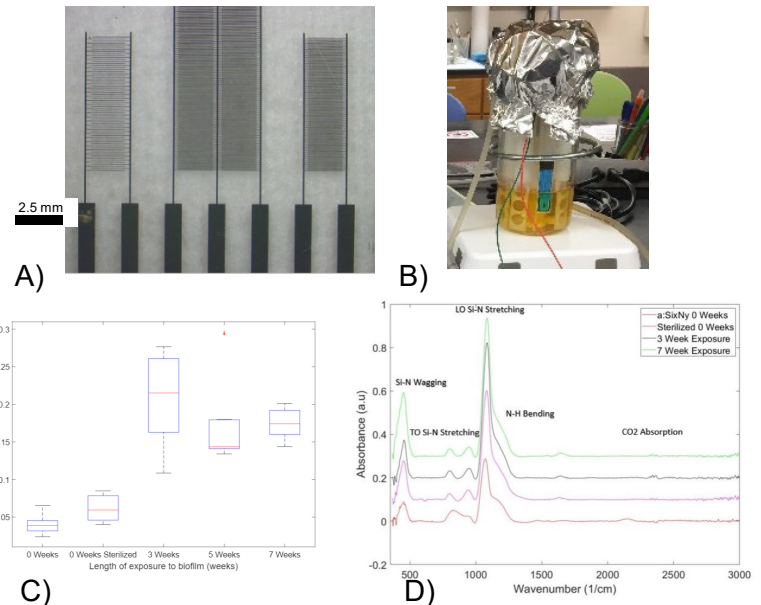 2.5 mm
A)
B)
0.3
.25
0.2
.15
0.1
.05
0 Weeks
0 Weeks Sterilized
3 Weeks
5 Weeks
7 Weeks
Length of exposure to biofilm (weeks)
C)
1
0.8
0.6
0.4
0.2
0
-0.2
Absorbance (a.u)
LO Si-N Stretching
Si-N Wagging
TO Si-N Stretching
N-H Bending
CO2 Absorption
a:SixNy 0 Weeks
Sterilized 0 Weeks
3 Week Exposure
7 Week Exposure
500
1000
1500
2000
2500
3000
Wavenumber (1/cm)
D)